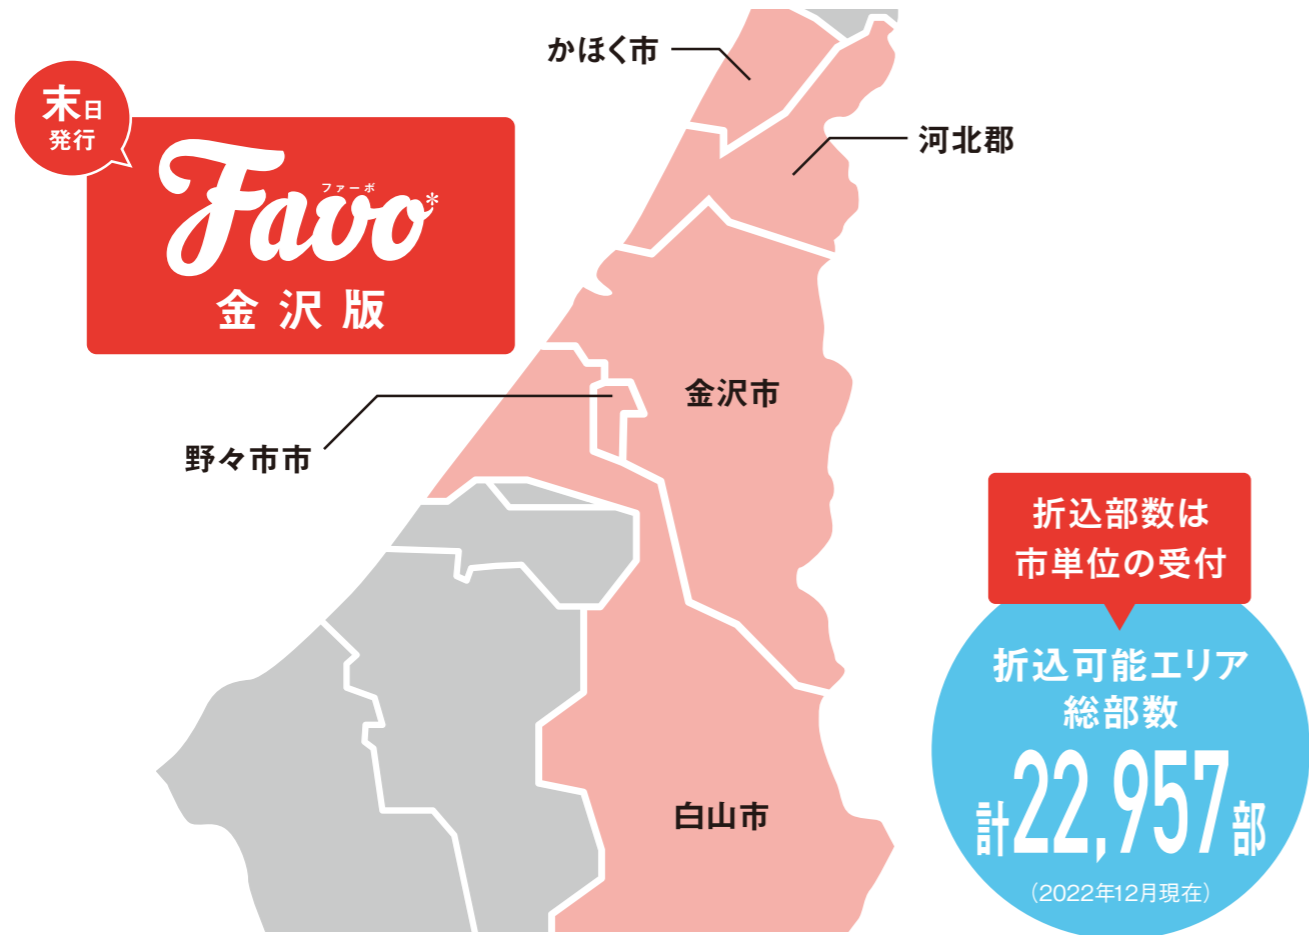 末日
発行
ファーボ
Favo*
金沢版
かほく市
河北郡
金沢市
野々市市
白山市
折込部数は
市単位の受付
折込可能エリア
総部数
計22,957部
(2022年12月現在)